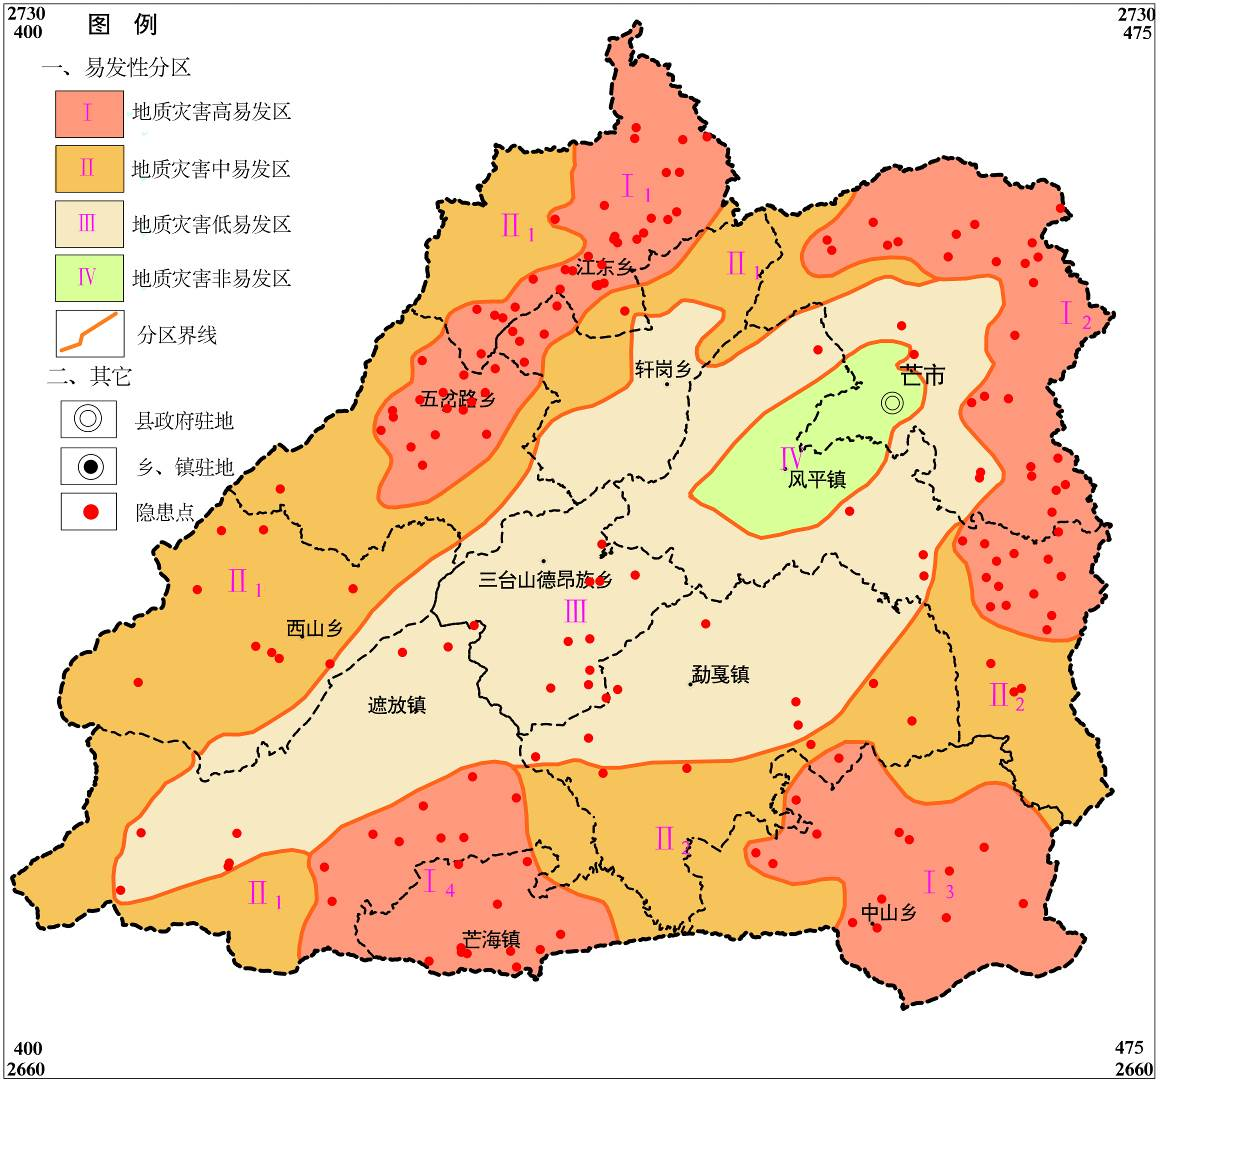 2730
400
2730
475
图 例
一、易发性分区
Ⅰ 地质灾害高易发区
Ⅱ 地质灾害中易发区
Ⅲ 地质灾害低易发区
Ⅳ 地质灾害非易发区
分区界线
二、其它
县政府驻地
乡、镇驻地
隐患点
Ⅰ1
Ⅱ1
江东乡
Ⅱ1
Ⅰ2
轩岗乡
芒市
五岔路乡
Ⅳ
风平镇
三台山德昂族乡
Ⅱ1
Ⅲ
西山乡
勐戛镇
Ⅱ2
遮放镇
Ⅱ2
Ⅰ4
Ⅰ3
Ⅱ1
中山乡
芒海镇
400
2660
475
2660